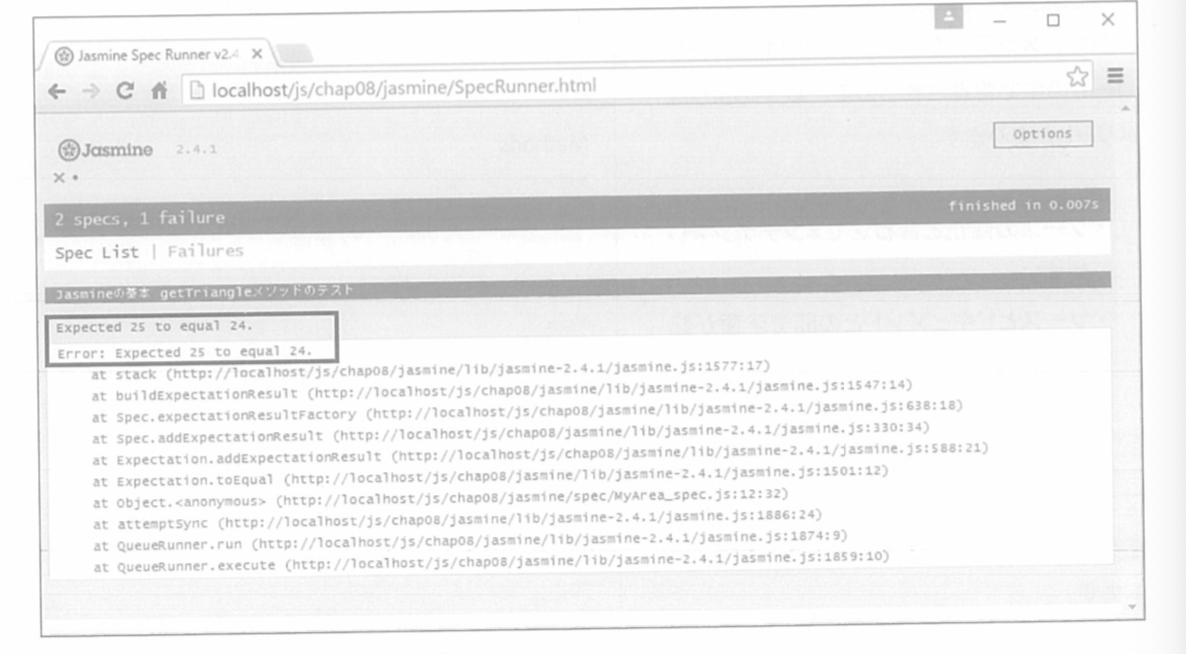 Jasmine Spec Runner v2.4
localhost/js/chap08/jasmine/SpecRunner.html
Options
Jasmine 2.4.1
× •
2 specs, 1 failure
finished in 0.007s
Spec List | Failures
Jasmineの基本 getTriangleメソッドのテスト
Expected 25 to equal 24.
Error: Expected 25 to equal 24.
at stack (http://localhost/js/chap08/jasmine/lib/jasmine-2.4.1/jasmine.js:1577:17)
at buildExpectationResult (http://localhost/js/chap08/jasmine/lib/jasmine-2.4.1/jasmine.js:1547:14)
at Spec.expectationResultFactory (http://localhost/js/chap08/jasmine/lib/jasmine-2.4.1/jasmine.js:638:18)
at Spec.addExpectationResult (http://localhost/js/chap08/jasmine/lib/jasmine-2.4.1/jasmine.js:330:34)
at Expectation.addExpectationResult (http://localhost/js/chap08/jasmine/lib/jasmine-2.4.1/jasmine.js:588:21)
at Expectation.toEqual (http://localhost/js/chap08/jasmine/lib/jasmine-2.4.1/jasmine.js:1501:12)
at Object.<anonymous> (http://localhost/js/chap08/jasmine/spec/MyArea_spec.js:12:32)
at attemptSync (http://localhost/js/chap08/jasmine/lib/jasmine-2.4.1/jasmine.js:1886:24)
at QueueRunner.run (http://localhost/js/chap08/jasmine/lib/jasmine-2.4.1/jasmine.js:1874:9)
at QueueRunner.execute (http://localhost/js/chap08/jasmine/lib/jasmine-2.4.1/jasmine.js:1859:10)